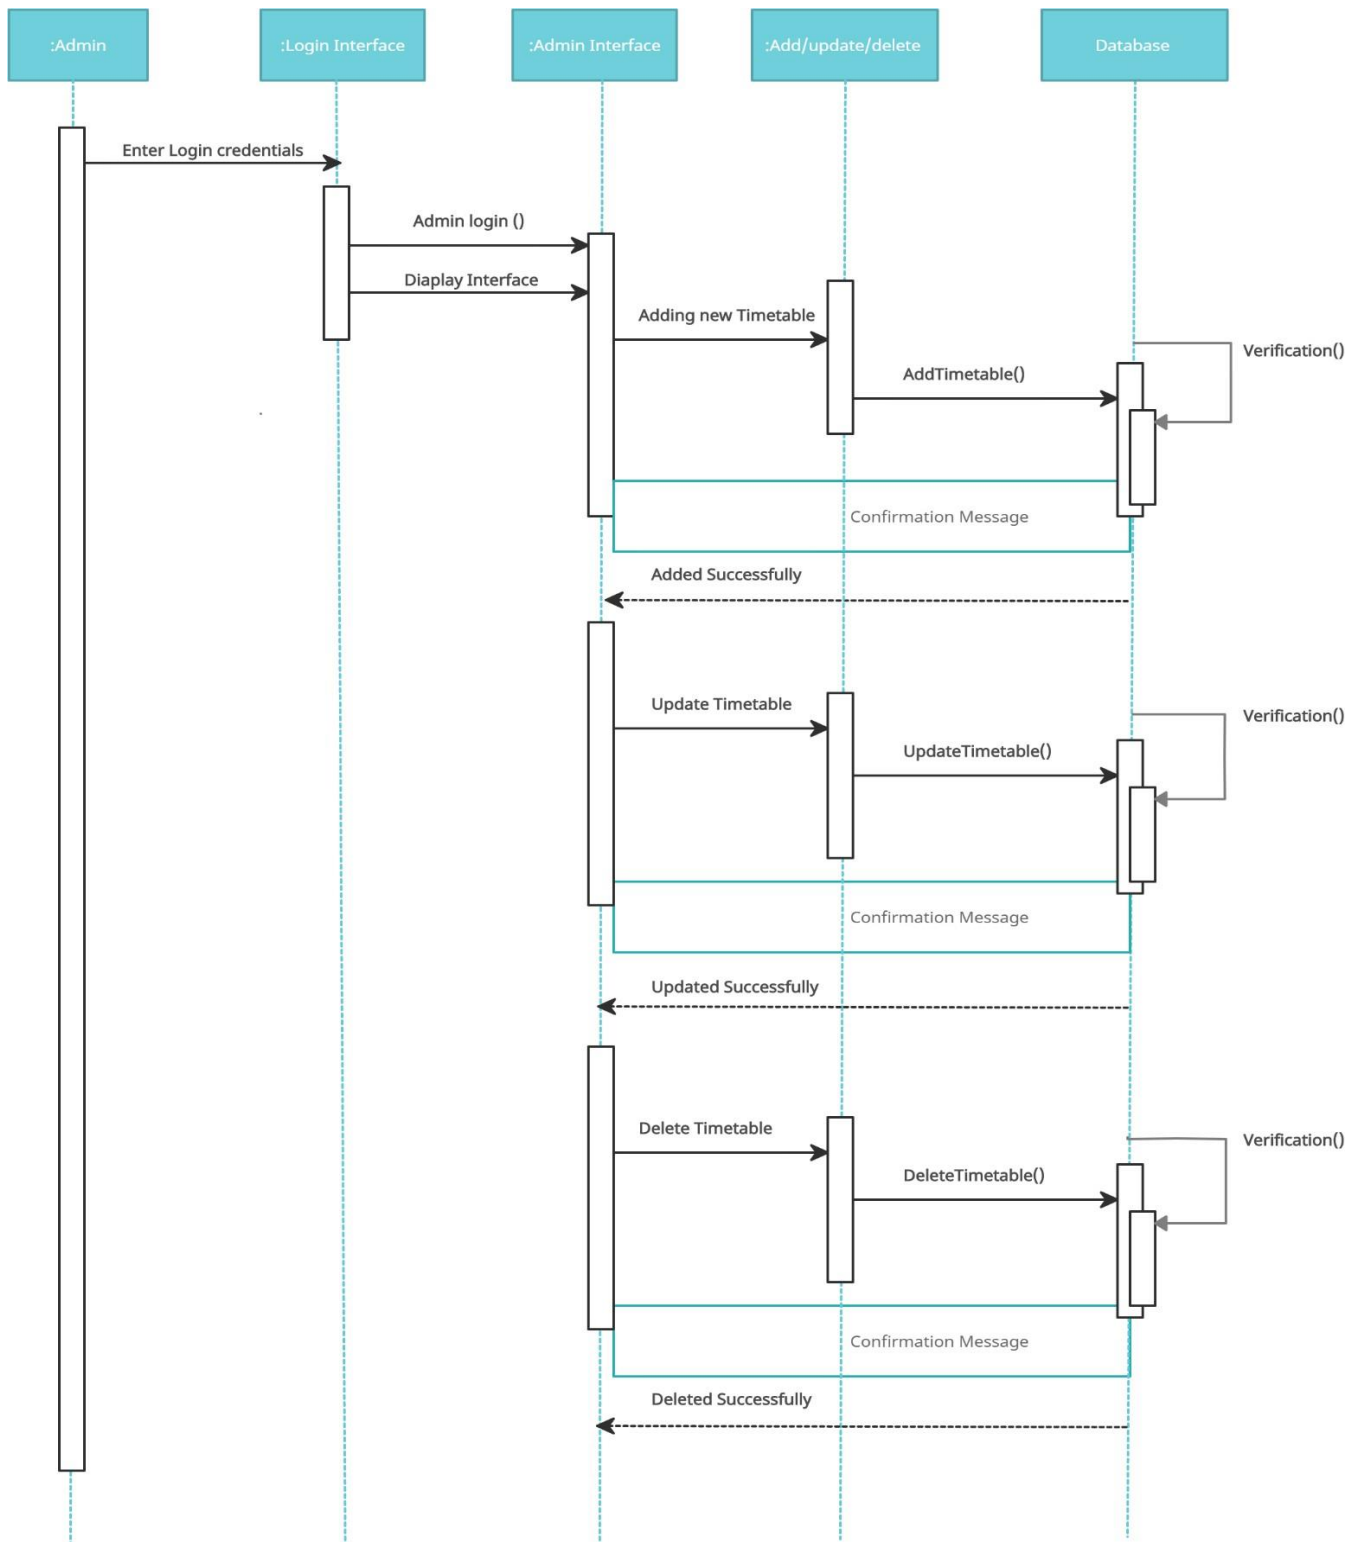 :Admin
:Login Interface
:Admin Interface
:Add/update/delete
Database
Enter Login credentials
Admin login ()
Diaplay Interface
Adding new Timetable
Verification()
AddTimetable()
Confirmation Message
Added Successfully
Update Timetable
Verification()
UpdateTimetable()
Confirmation Message
Updated Successfully
Delete Timetable
Verification()
DeleteTimetable()
Confirmation Message
Deleted Successfully